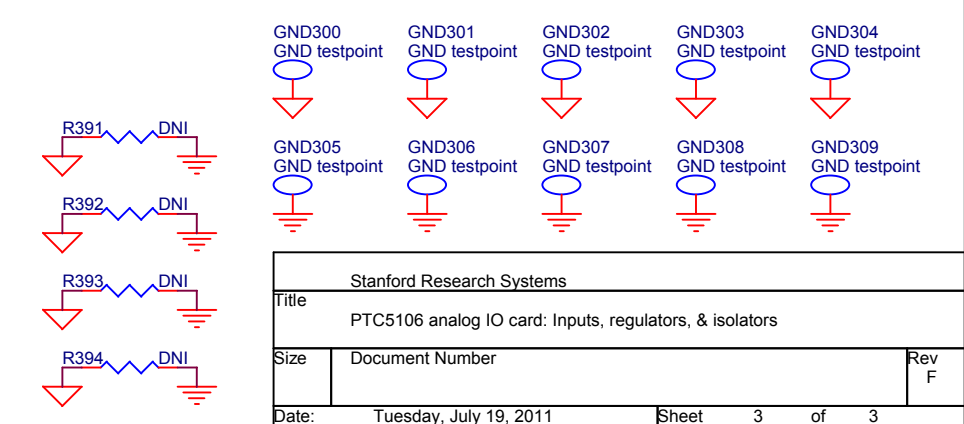 GND300 GND301 GND302 GND303 GND304
GND testpoint GND testpoint GND testpoint GND testpoint GND testpoint
R391 DNI
GND305 GND306 GND307 GND308 GND309
GND testpoint GND testpoint GND testpoint GND testpoint GND testpoint
R392 DNI
R393 DNI
R394 DNI
Stanford Research Systems
Title
PTC5106 analog IO card: Inputs, regulators, & isolators
Size Document Number Rev
F
Date: Tuesday, July 19, 2011 Sheet 3 of 3